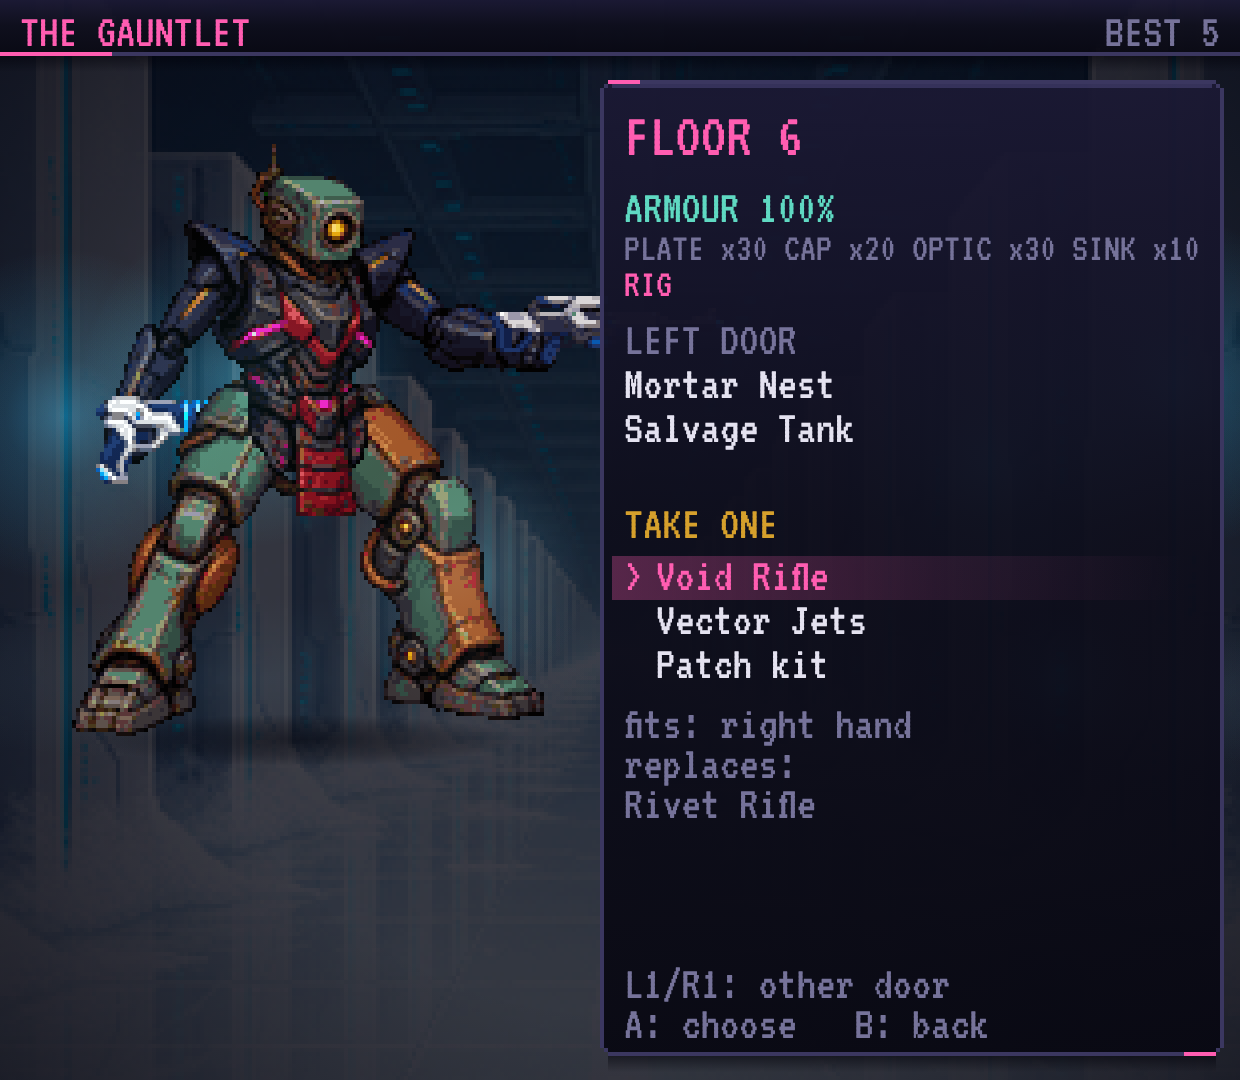 THE GAUNTLET
BEST 5
FLOOR 6
ARMOUR 100%
PLATE x30 CAP x20 OPTIC x30 SINK x10
RIG
LEFT DOOR
Mortar Nest
Salvage Tank
TAKE ONE
> Void Rifle
Vector Jets
Patch kit
fits: right hand
replaces:
Rivet Rifle
L1/R1: other door
A: choose B: back